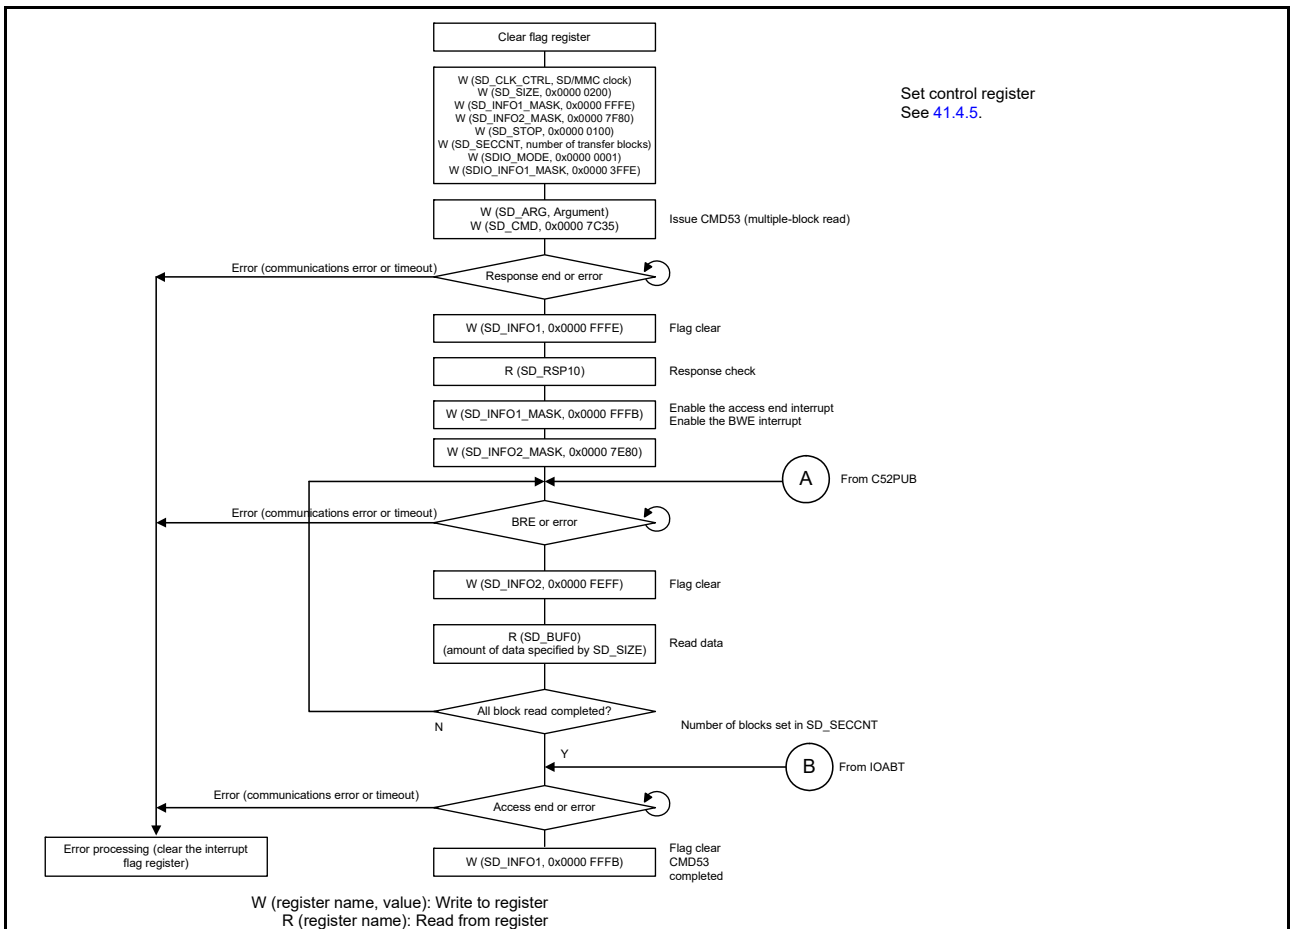 Clear flag register
W (SD_CLK_CTRL, SD/MMC clock)
W (SD_SIZE, 0x0000 0200)
W (SD_INFO1_MASK, 0x0000 FFFE)
W (SD_INFO2_MASK, 0x0000 7F80)
W (SD_STOP, 0x0000 0100)
W (SD_SECCNT, number of transfer blocks)
W (SDIO_MODE, 0x0000 0001)
W (SDIO_INFO1_MASK, 0x0000 3FFE)
Set control register
See 41.4.5.
W (SD_ARG, Argument)
W (SD_CMD, 0x0000 7C35)
Issue CMD53 (multiple-block read)
Error (communications error or timeout)
Response end or error
W (SD_INFO1, 0x0000 FFFE)
Flag clear
R (SD_RSP10)
Response check
W (SD_INFO1_MASK, 0x0000 FFFB)
Enable the access end interrupt
Enable the BWE interrupt
W (SD_INFO2_MASK, 0x0000 7E80)
A
From C52PUB
Error (communications error or timeout)
BRE or error
W (SD_INFO2, 0x0000 FEFF)
Flag clear
R (SD_BUF0)
(amount of data specified by SD_SIZE)
Read data
All block read completed?
N
Number of blocks set in SD_SECCNT
Y
B
From IOABT
Error (communications error or timeout)
Access end or error
Error processing (clear the interrupt
flag register)
W (SD_INFO1, 0x0000 FFFB)
Flag clear
CMD53
completed
W (register name, value): Write to register
R (register name): Read from register